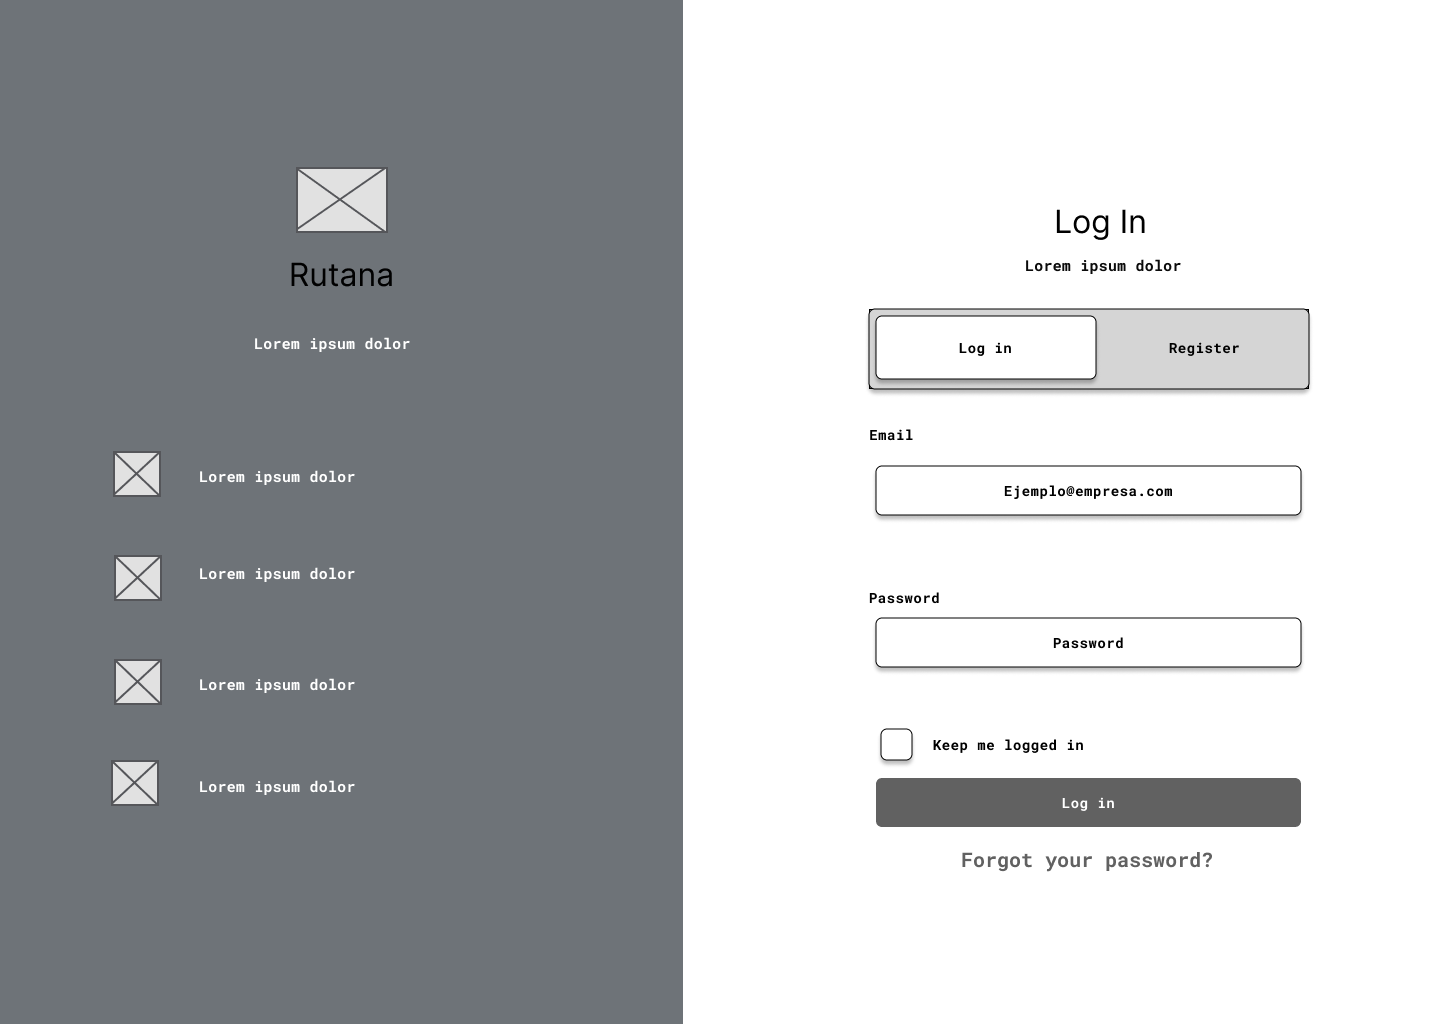 Rutana
Lorem ipsum dolor
Lorem ipsum dolor
Lorem ipsum dolor
Lorem ipsum dolor
Lorem ipsum dolor
Log In
Lorem ipsum dolor
Log in
Register
Email
Ejemplo@empresa.com
Password
Password
Keep me logged in
Log in
Forgot your password?